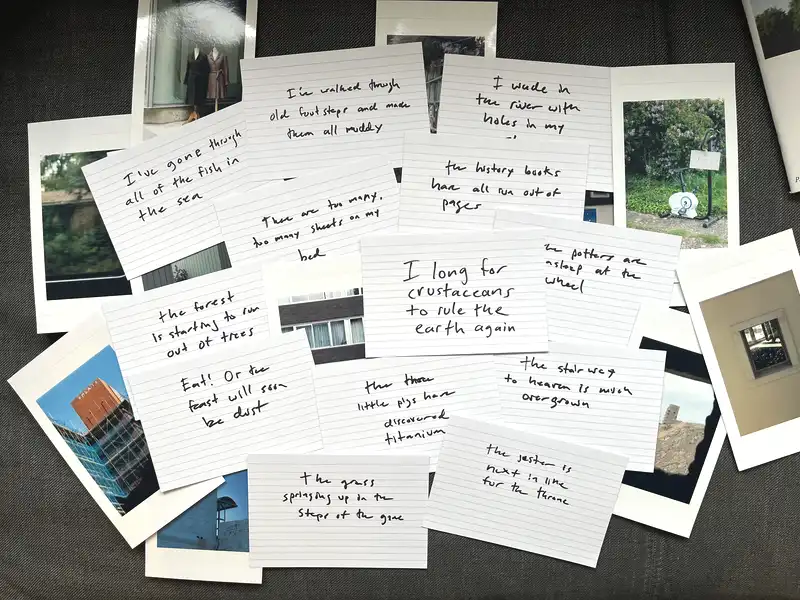 I've walked through
old footsteps and made
them all muddy
I wade in
the river with
holes in my
I've gone through
all of the fish in
the sea
the history books
have all run out of
pages
There are too many,
too many sheets on my
bed
potters are
asleep at the
wheel
I long for
crustaceans
to rule the
earth again
the forest
is starting to run
out of trees
Eat! Or the
feast will soon
be dust
the three
little pigs have
discovered
titanium
the stairway
to heaven is much
overgrown
the grass
springing up in the
steps of the gone
the jester is
next in line
for the throne